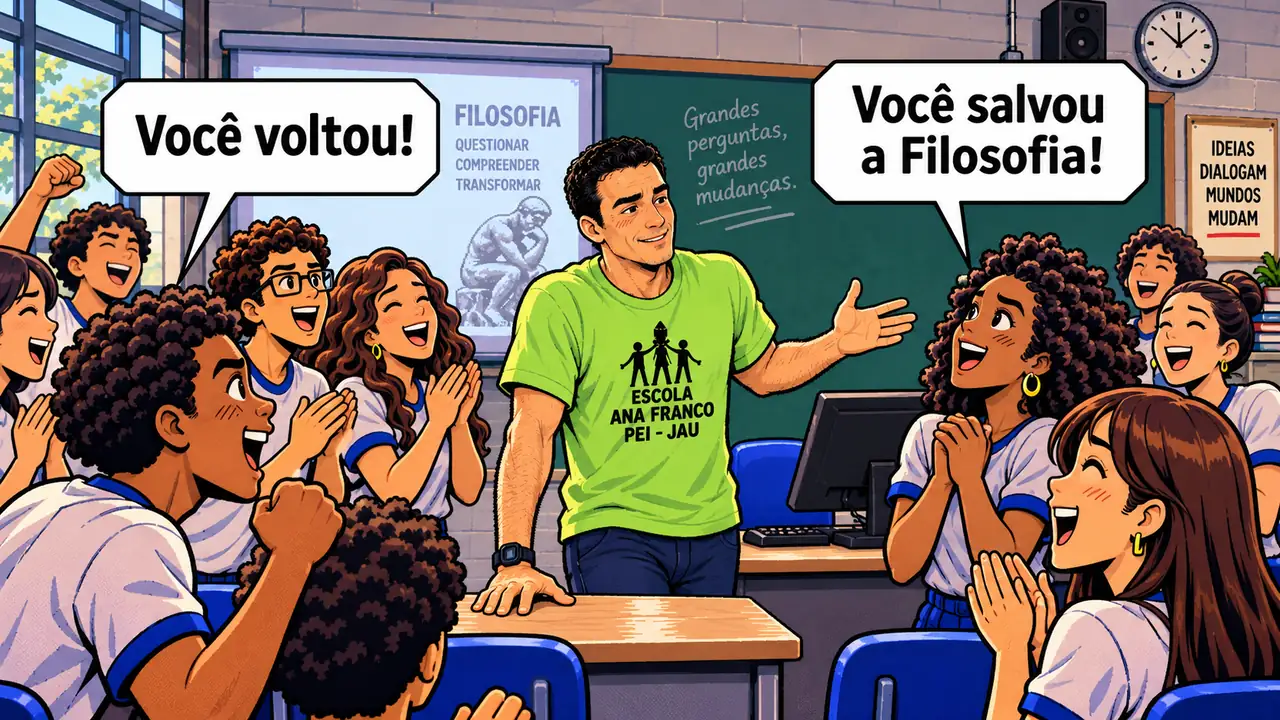 Você voltou!
FILOSOFIA
QUESTIONAR
COMPREENDER
TRANSFORMAR
Grandes
perguntas,
grandes
mudanças.
Você salvou
a Filosofia!
IDEIAS
DIALOGAM
MUNDOS
MUDAM
ESCOLA
ANA FRANCO
PEI - JAU